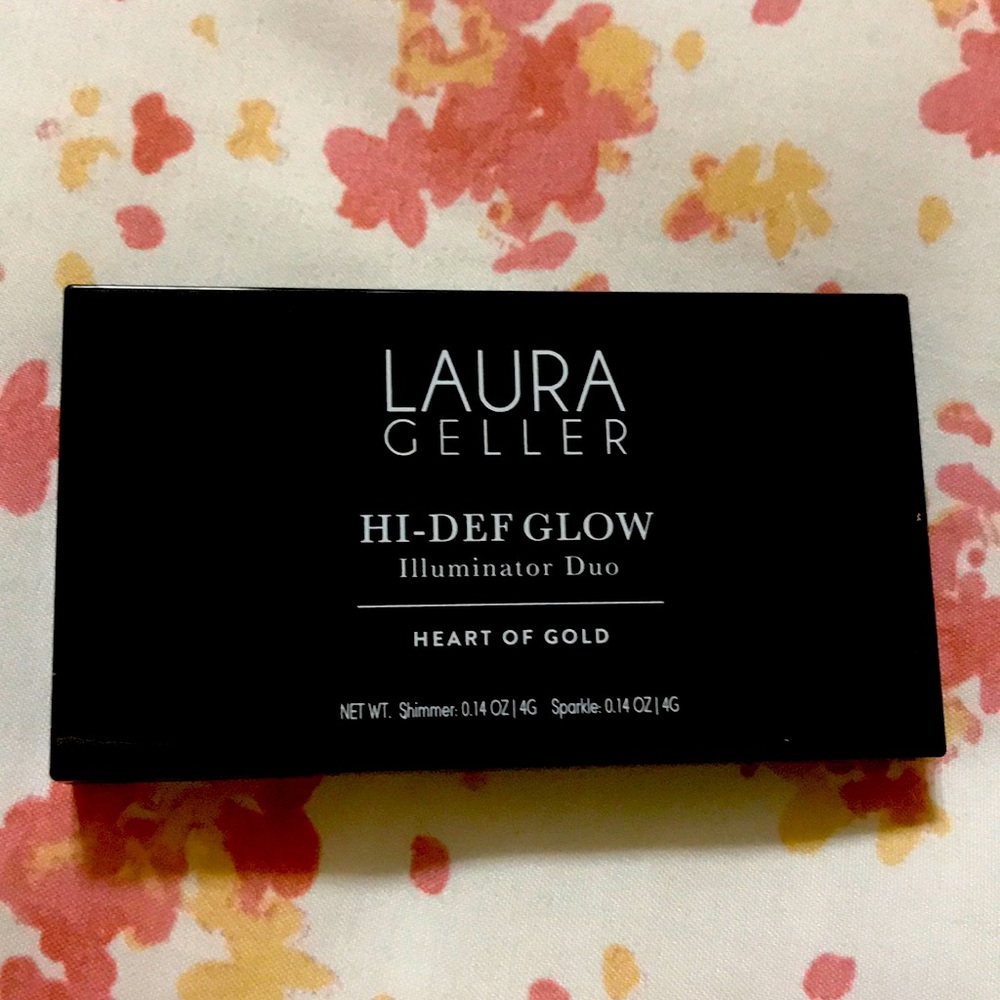 LAURA
GELLER
HI-DEF GLOW
Illuminator Duo
HEART OF GOLD
NET WT. Shimmer: 0.14 OZ | 4G Sparkle: 0.14 OZ | 4G